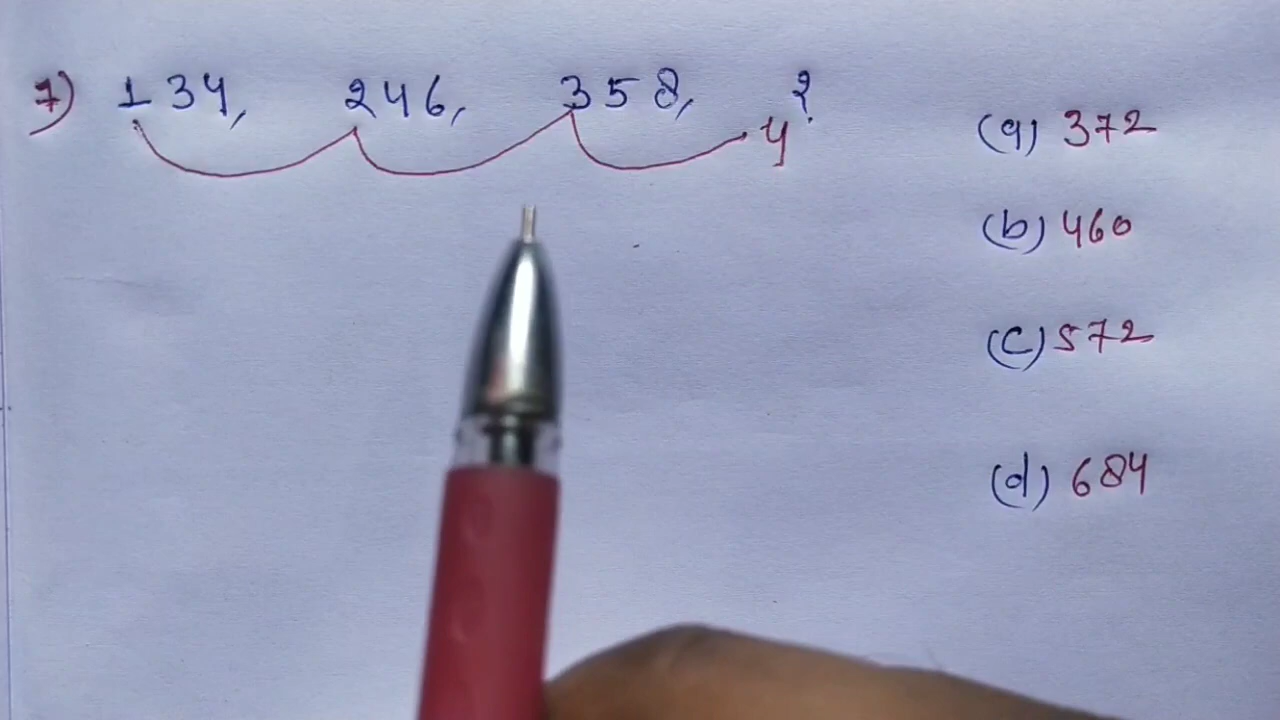 7) 134, 246, 358, ?
4
(a) 372
(b) 460
(c) 572
(d) 684